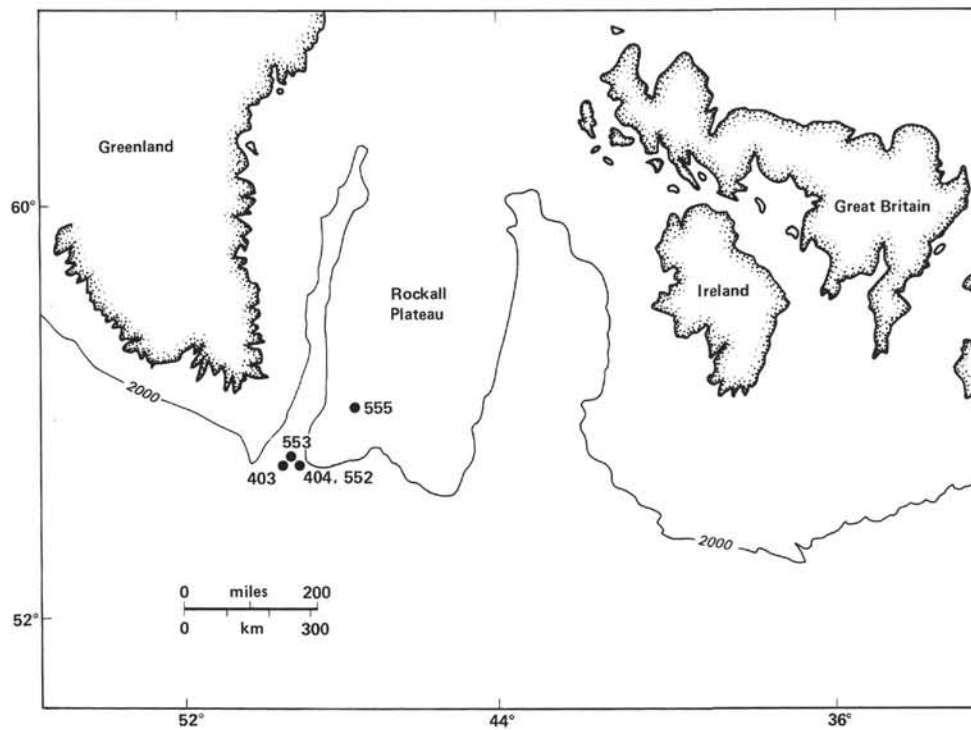 Greenland
60°
Great Britain
Rockall
Plateau
Ireland
2000
555
553
403
404, 552
2000
0 miles 200
0 km 300
52°
52°
44°
36°